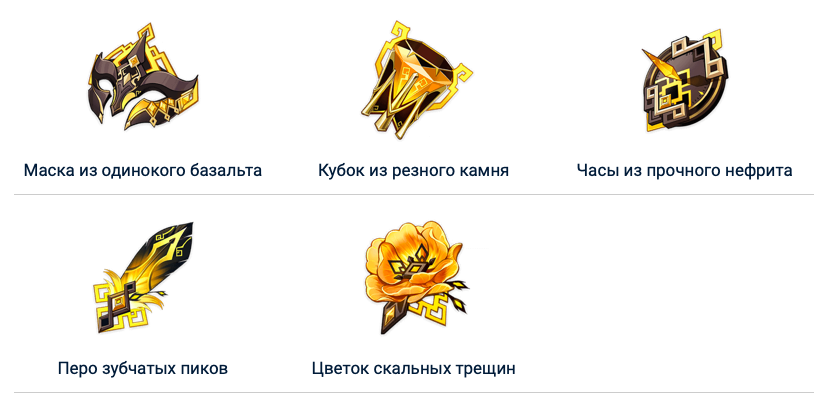 Маска из одинокого базальта
Кубок из резного камня
Часы из прочного нефрита
Перо зубчатых пиков
Цветок скальных трещин